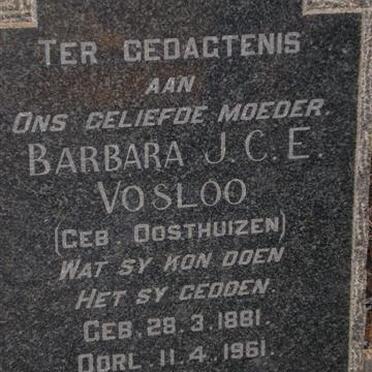 TER GEDAGTENIS
AAN
ONS GELIEFDE MOEDER.
BARBARA J.C.E.
VOSLOO
(GEB. OOSTHUIZEN)
WAT SY KON DOEN
HET SY GEDOEN.
GEB. 28.3.1881.
OORL. 11.4.1961.